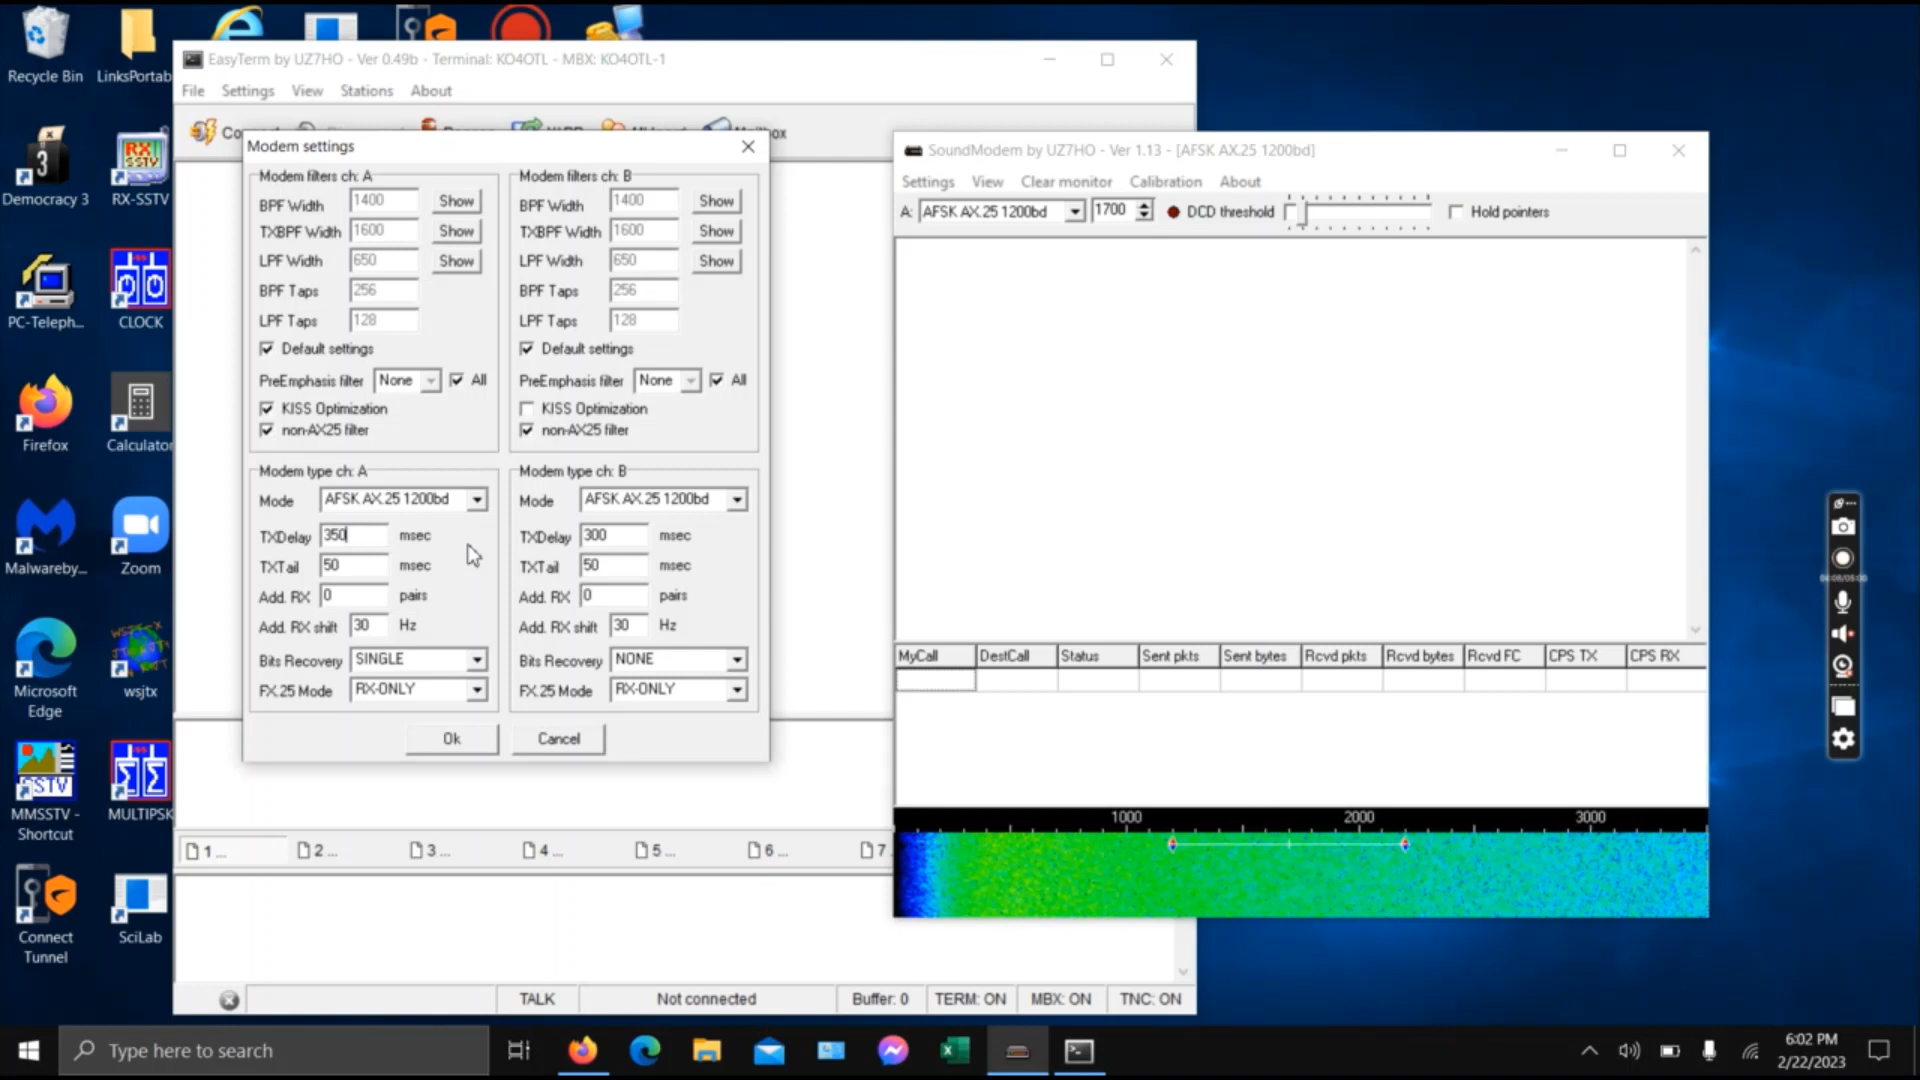 Recycle Bin
LinksPortab
Democracy 3
RX-SSTV
PC-Teleph...
CLOCK
Firefox
Calculator
Malwareby...
Zoom
Microsoft
Edge
wsjtx
MMSSTV -
Shortcut
MULTIPSK
Connect
Tunnel
SciLab
EasyTerm by UZ7HO - Ver 0.49b - Terminal: KO4OTL - MBX: KO4OTL-1
File Settings View Stations About
Modem settings
Modem filters ch: A
BPF Width 1400 Show
TXBPF Width 1600 Show
LPF Width 650 Show
BPF Taps 256
LPF Taps 128
Default settings
PreEmphasis filter None All
KISS Optimization
non-AX25 filter
Modem filters ch: B
BPF Width 1400 Show
TXBPF Width 1600 Show
LPF Width 650 Show
BPF Taps 256
LPF Taps 128
Default settings
PreEmphasis filter None All
KISS Optimization
non-AX25 filter
Modem type ch: A
Mode AFSK AX.25 1200bd
TXDelay 350 msec
TXTail 50 msec
Add. RX 0 pairs
Add. RX shift 30 Hz
Bits Recovery SINGLE
FX.25 Mode RX-ONLY
Modem type ch: B
Mode AFSK AX.25 1200bd
TXDelay 300 msec
TXTail 50 msec
Add. RX 0 pairs
Add. RX shift 30 Hz
Bits Recovery NONE
FX.25 Mode RX-ONLY
Ok Cancel
1 ... 2 ... 3 ... 4 ... 5 ... 6 ... 7
TALK Not connected Buffer: 0 TERM: ON MBX: ON TNC: ON
SoundModem by UZ7HO - Ver 1.13 - [AFSK AX.25 1200bd]
Settings View Clear monitor Calibration About
A: AFSK AX.25 1200bd 1700 DCD threshold Hold pointers
MyCall DestCall Status Sent pkts Sent bytes Rcvd pkts Rcvd bytes Rcvd FC CPS TX CPS RX
1000 2000 3000
Type here to search
6:02 PM
2/22/2023